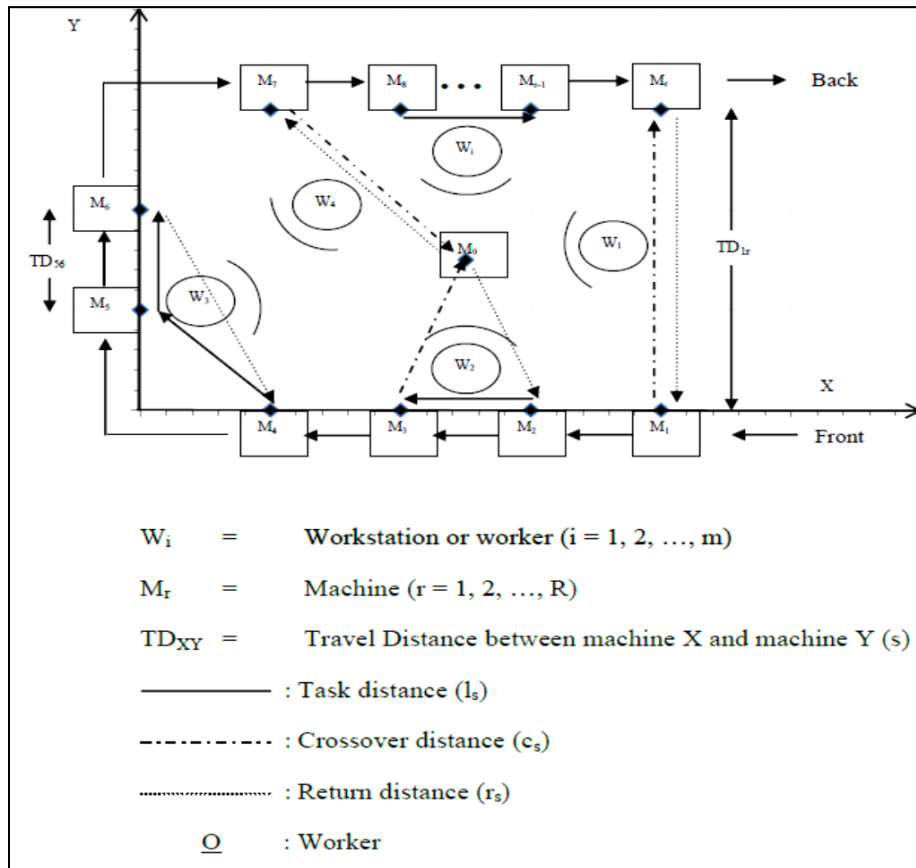 Y
M7 M8 ••• Mr-1 Mr Back
Wi
M6 W4
M9 W1 TD1r
TD56
M5 W3
W2
X
M4 M3 M2 M1 Front
Wi = Workstation or worker (i = 1, 2, …, m)
Mr = Machine (r = 1, 2, …, R)
TDXY = Travel Distance between machine X and machine Y (s)
: Task distance (ls)
: Crossover distance (cs)
: Return distance (rs)
O : Worker